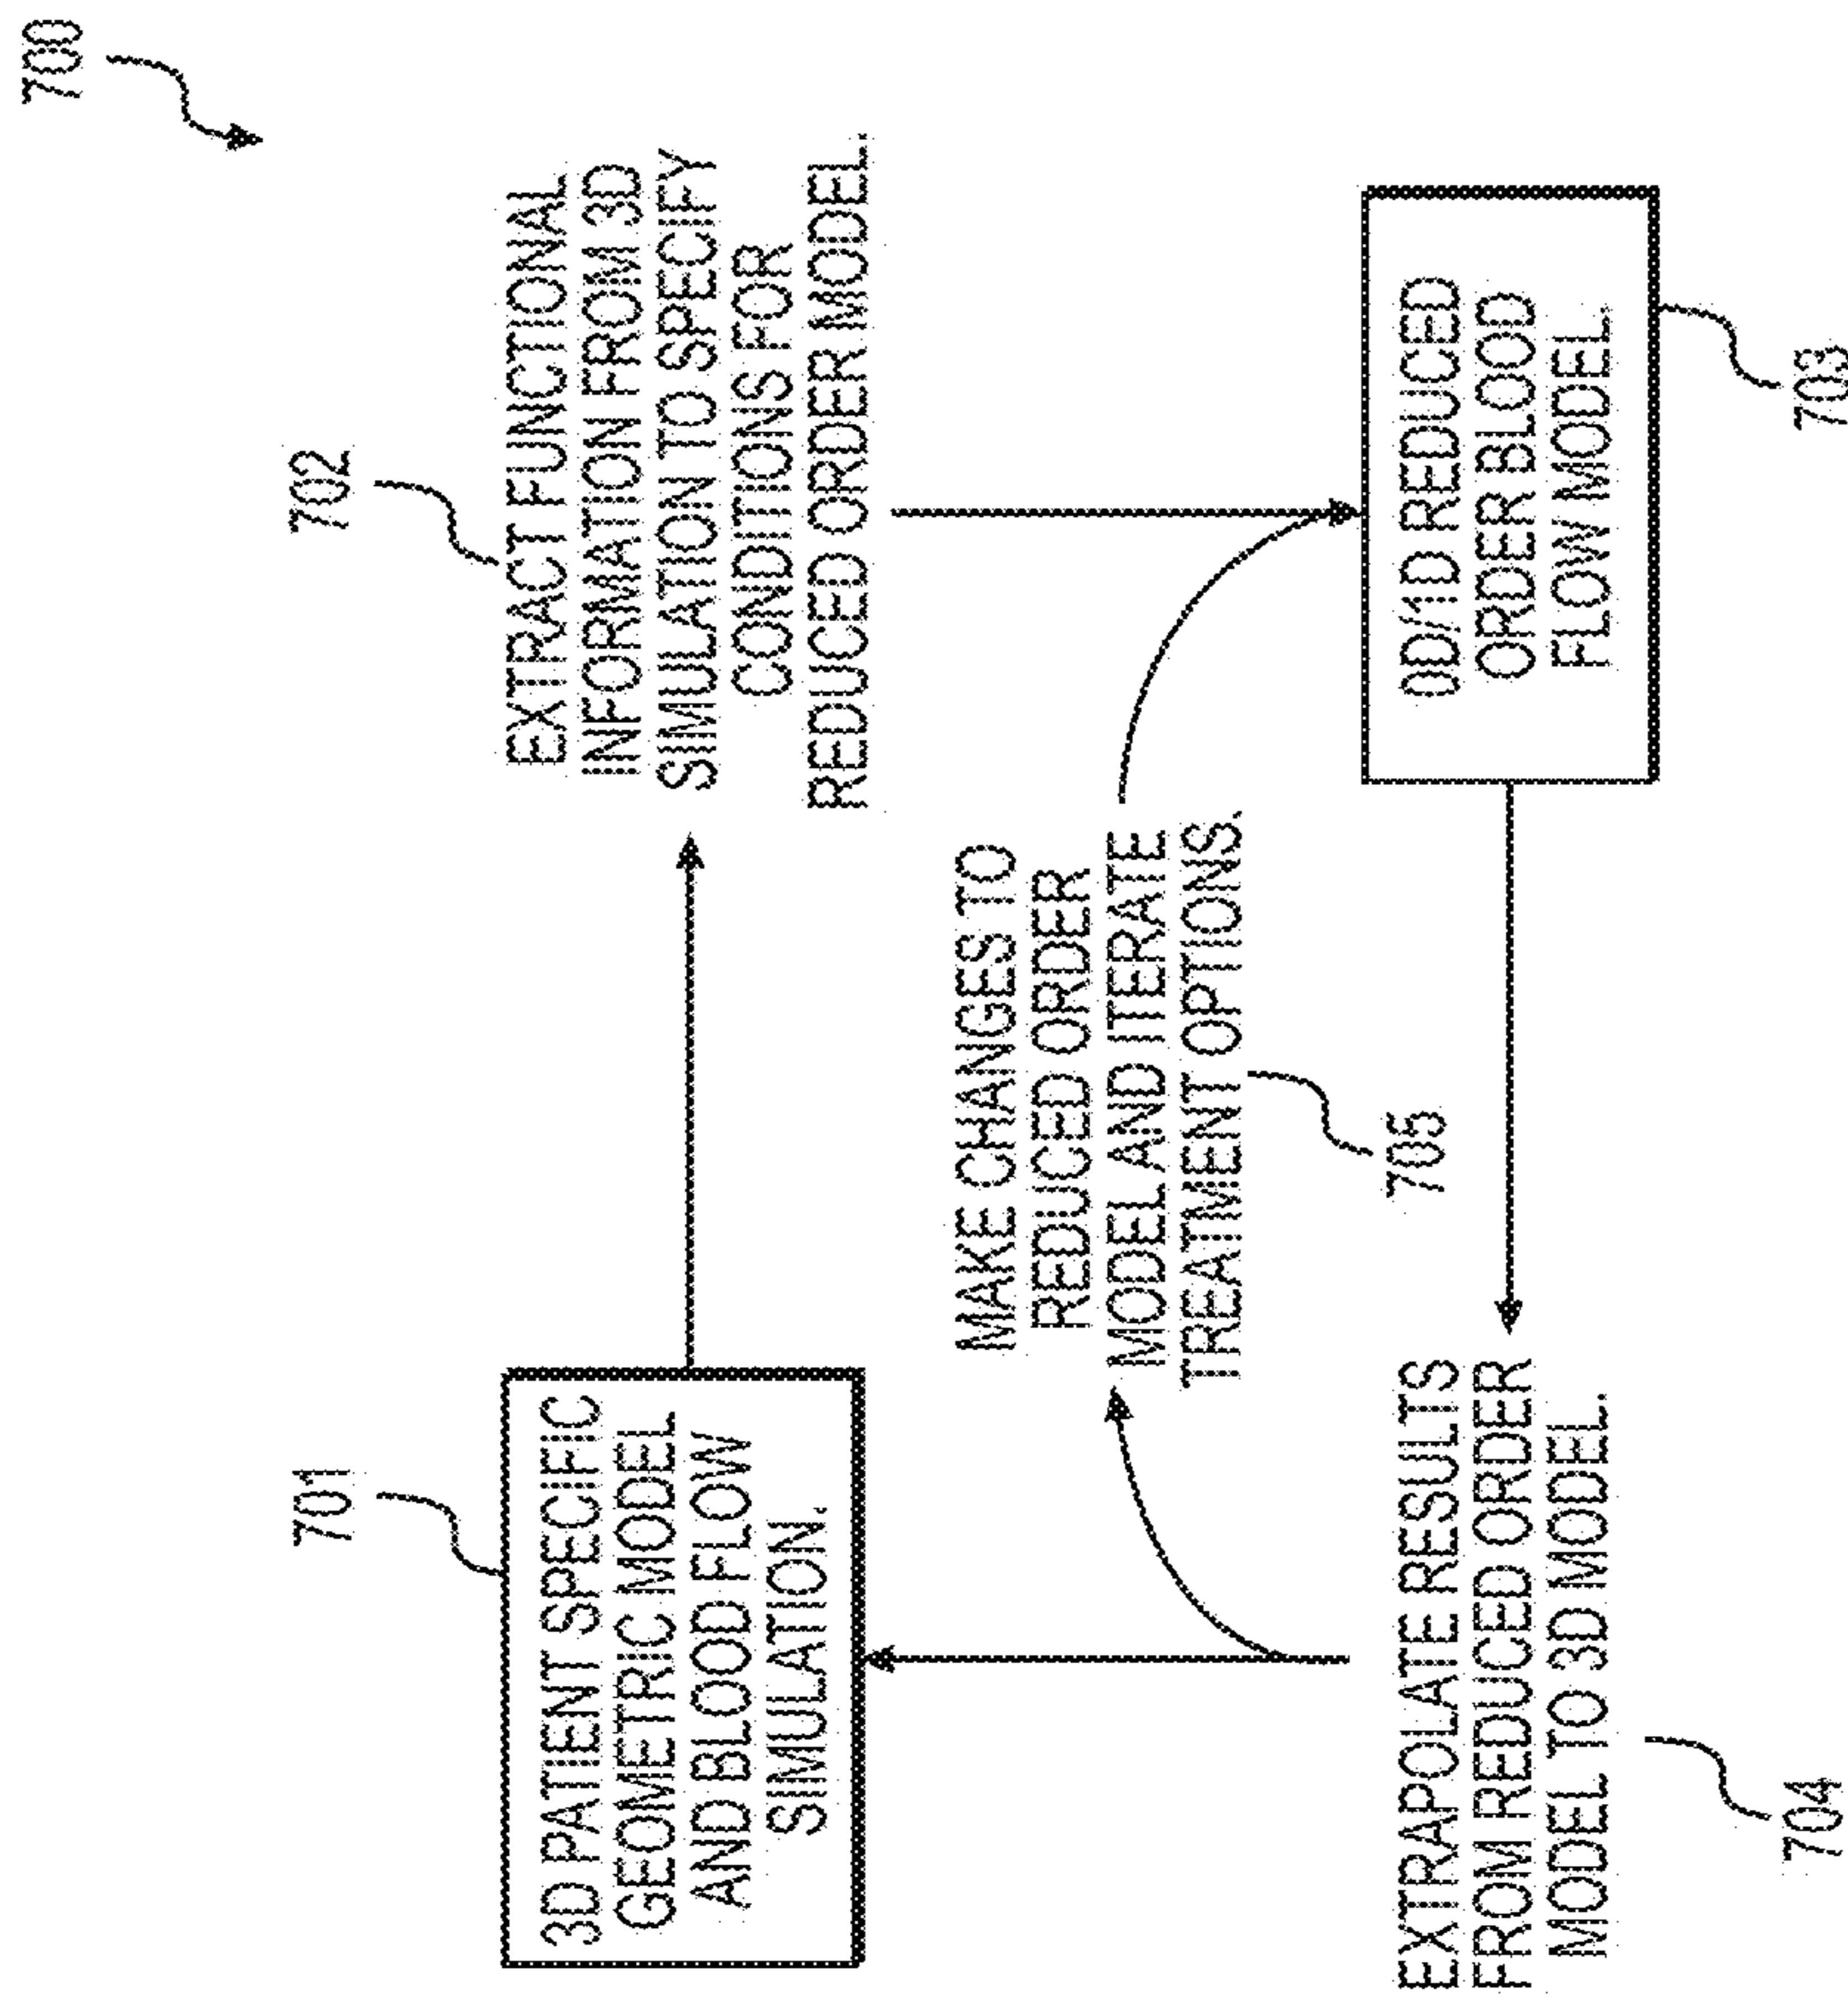 700
701
3D PATIENT SPECIFIC
GEOMETRIC MODEL
AND BLOOD FLOW
SIMULATION.
702
EXTRACT FUNCTIONAL
INFORMATION FROM 3D
SIMULATION TO SPECIFY
CONDITIONS FOR
REDUCED ORDER MODEL.
MAKE CHANGES TO
REDUCED ORDER
MODEL AND ITERATE
TREATMENT OPTIONS.
705
EXTRAPOLATE RESULTS
FROM REDUCED ORDER
MODEL TO 3D MODEL.
704
0D/1D REDUCED
ORDER BLOOD
FLOW MODEL.
703